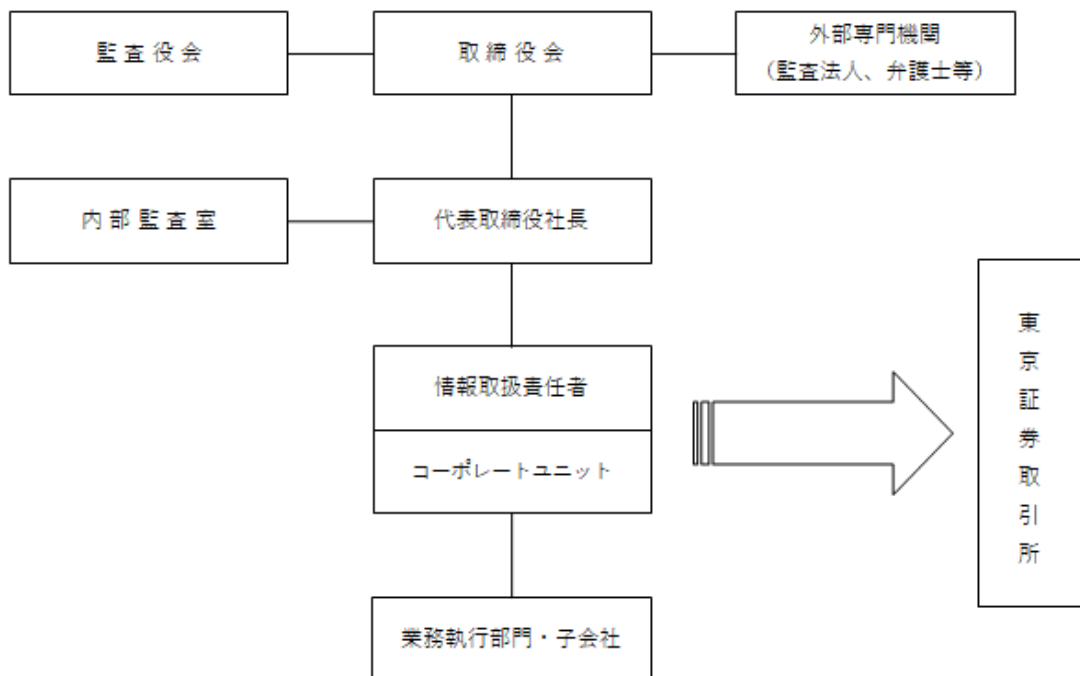 監査役会
取締役会
外部専門機関
（監査法人、弁護士等）
内部監査室
代表取締役社長
情報取扱責任者
コーポレートユニット
東京証券取引所
業務執行部門・子会社